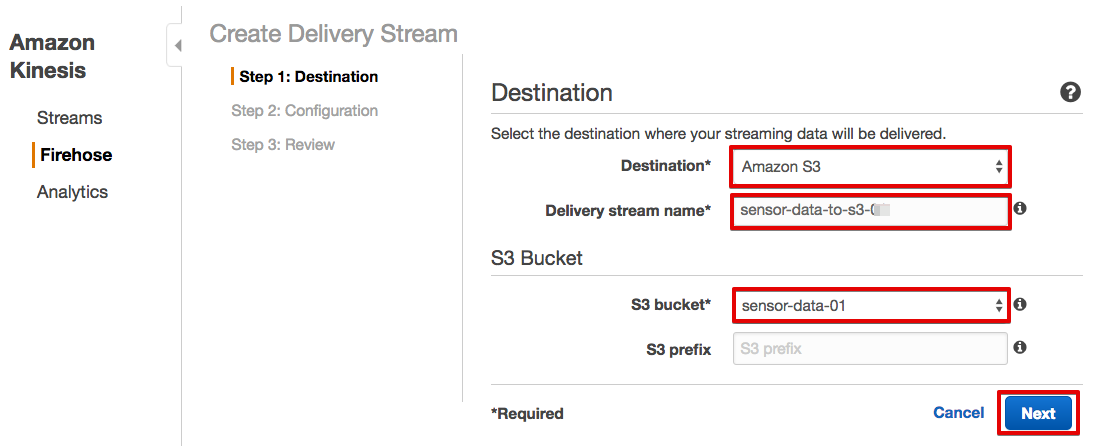 Amazon
Kinesis
Streams
Firehose
Analytics
Create Delivery Stream
Step 1: Destination
Step 2: Configuration
Step 3: Review
Destination
Select the destination where your streaming data will be delivered.
Destination* Amazon S3
Delivery stream name* sensor-data-to-s3-
S3 Bucket
S3 bucket* sensor-data-01
S3 prefix S3 prefix
*Required Cancel Next